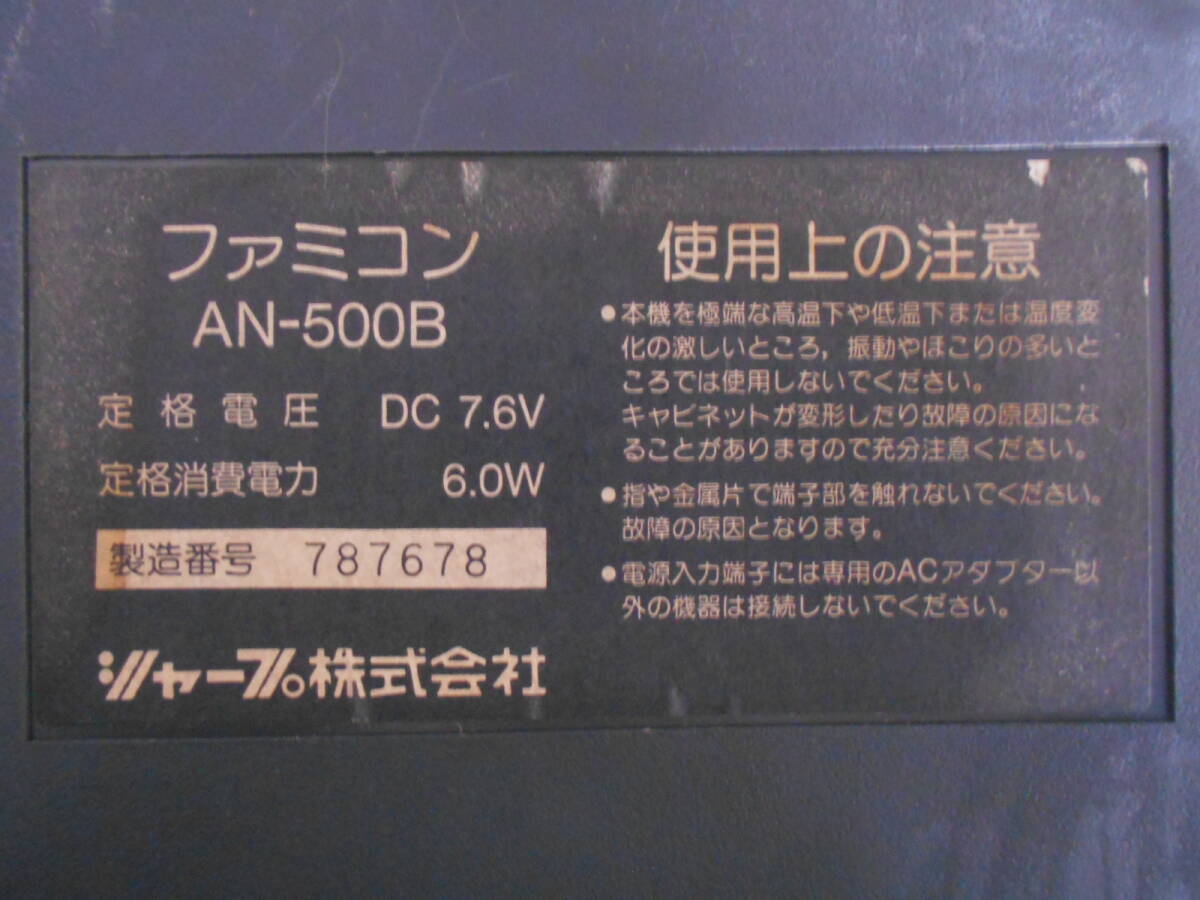 ファミコン
AN-500B
定格電圧 DC 7.6V
定格消費電力 6.0W
製造番号 787678
シャープ株式会社
使用上の注意
●本機を極端な高温下や低温下または温度変
化の激しいところ，振動やほこりの多いと
ころでは使用しないでください。
キャビネットが変形したり故障の原因にな
ることがありますので充分注意ください。
●指や金属片で端子部を触れないでください。
故障の原因となります。
●電源入力端子には専用のACアダプター以
外の機器は接続しないでください。